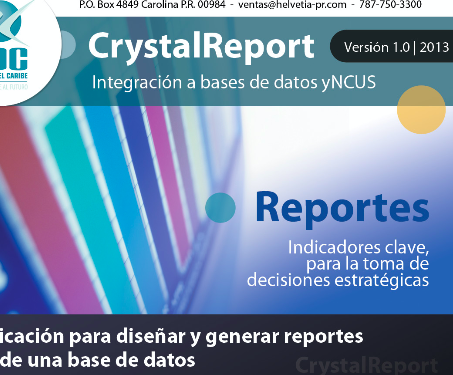 P.O. Box 4849 Carolina P.R. 00984 - ventas@helvetia-pr.com - 787-750-3300
CrystalReport
Versión 1.0 | 2013
Integración a bases de datos yNCUS
EL CARIBE
AL FUTURO
Reportes
Indicadores clave,
para la toma de
decisiones estratégicas
icación para diseñar y generar reportes
de una base de datos
CrystalReport